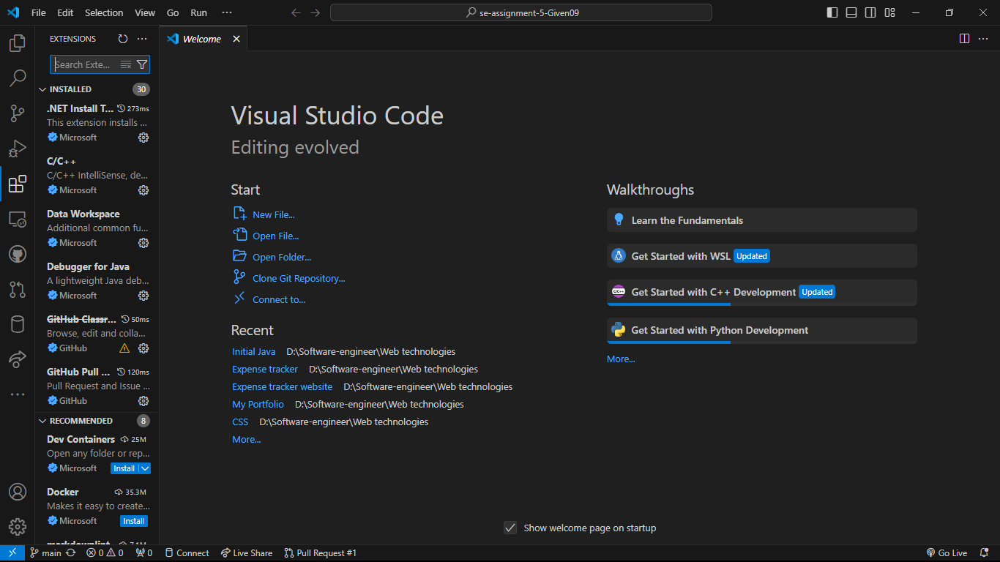 File Edit Selection View Go Run ···
se-assignment-5-Given09
EXTENSIONS
Search Exte...
INSTALLED 30
.NET Install T... 273ms
This extension installs ...
Microsoft
C/C++
C/C++ IntelliSense, de...
Microsoft
Data Workspace
Additional common fu...
Microsoft
Debugger for Java
A lightweight Java deb...
Microsoft
GitHub Classr... 50ms
Browse, edit and colla...
GitHub
GitHub Pull ... 120ms
Pull Request and Issue ...
GitHub
RECOMMENDED 8
Dev Containers 25M
Open any folder or rep...
Microsoft Install
Docker 35.3M
Makes it easy to create...
Microsoft Install
markdownlint 7.1M
Welcome
Visual Studio Code
Editing evolved
Start
New File...
Open File...
Open Folder...
Clone Git Repository...
Connect to...
Recent
Initial Java D:\Software-engineer\Web technologies
Expense tracker D:\Software-engineer\Web technologies
Expense tracker website D:\Software-engineer\Web technologies
My Portfolio D:\Software-engineer\Web technologies
CSS D:\Software-engineer\Web technologies
More...
Walkthroughs
Learn the Fundamentals
Get Started with WSL Updated
C/C++ Get Started with C++ Development Updated
Get Started with Python Development
More...
Show welcome page on startup
main 0 0 0 Connect Live Share Pull Request #1 Go Live